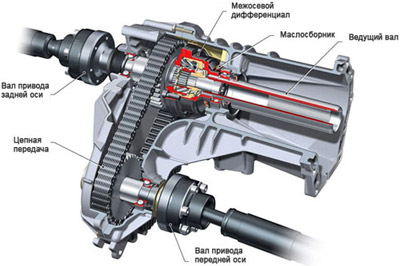 Межосевой
дифференциал
Маслосборник
Ведущий вал
Вал привода
задней оси
Цепная
передача
Вал привода
передней оси